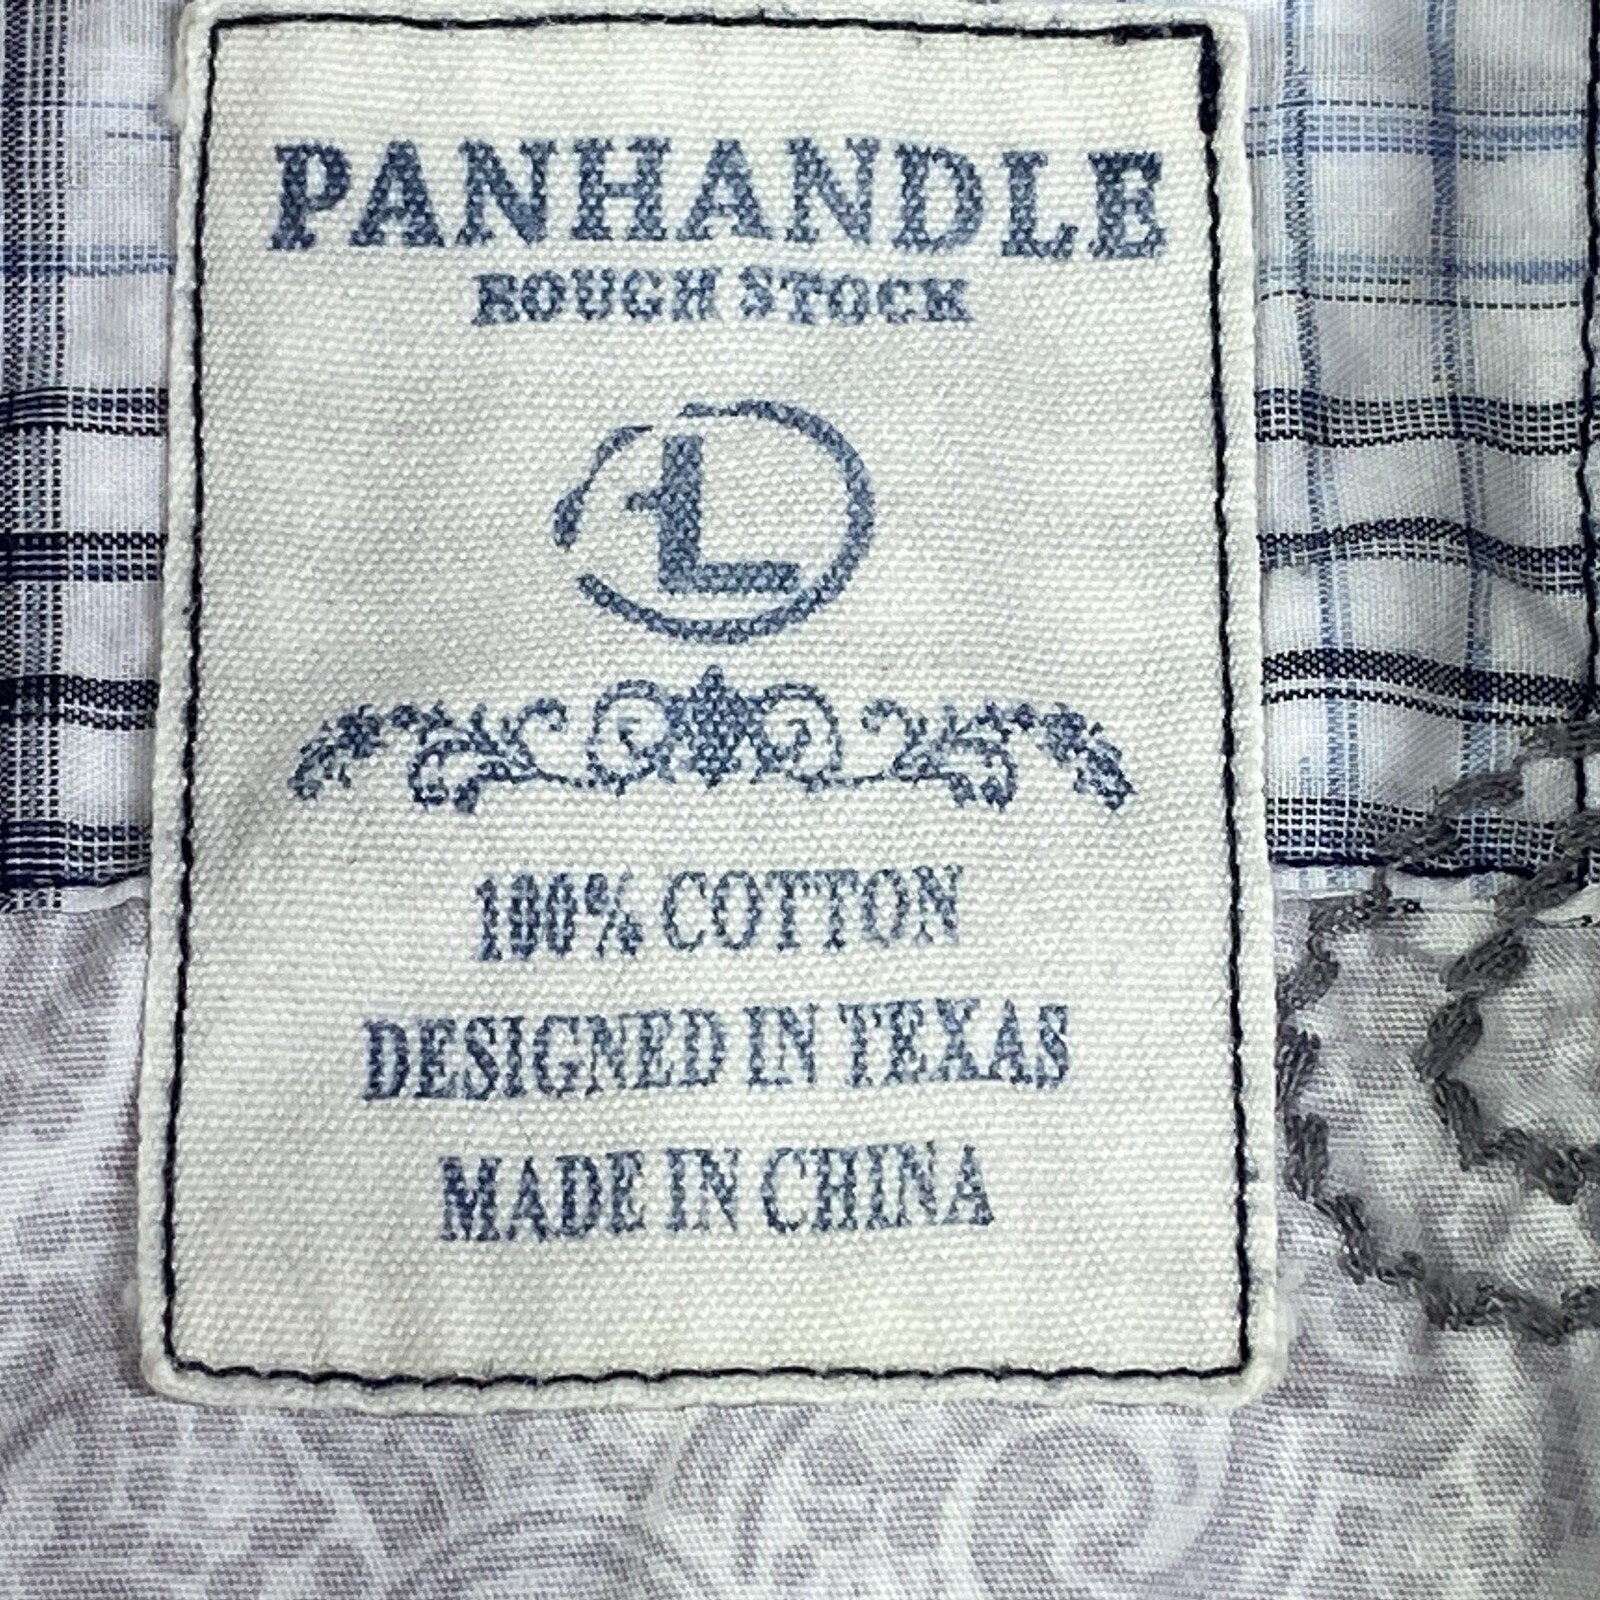 PANHANDLE
ROUGH STOCK
L
100% COTTON
DESIGNED IN TEXAS
MADE IN CHINA